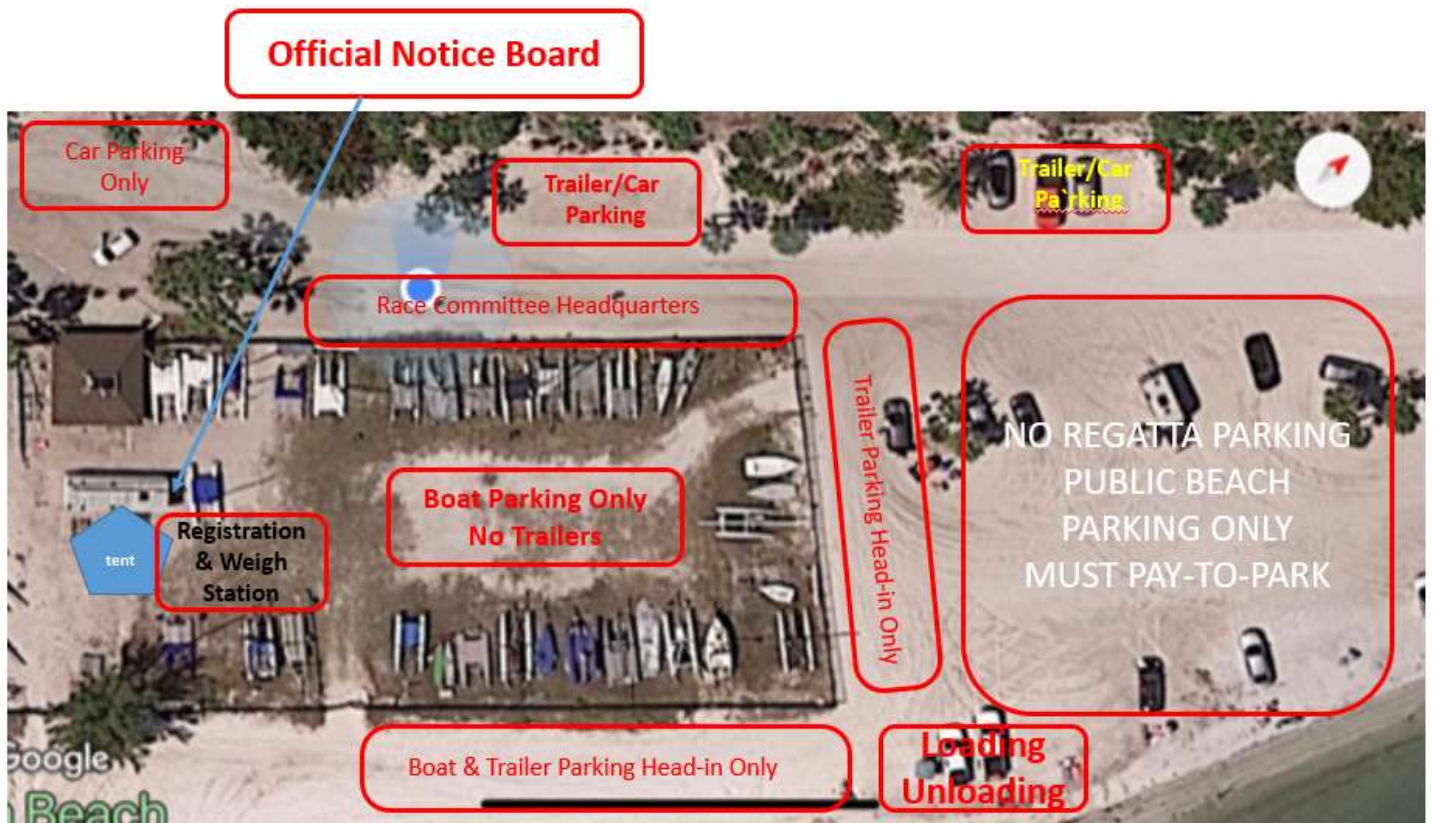 Official Notice Board
Car Parking
Only
Trailer/Car
Parking
Trailer/Car
Pa`rking
Race Committee Headquarters
Trailer Parking Head-in Only
NO REGATTA PARKING
PUBLIC BEACH
PARKING ONLY
MUST PAY-TO-PARK
Boat Parking Only
No Trailers
Registration
& Weigh
Station
tent
Boat & Trailer Parking Head-in Only
Loading
Unloading
Google
Beach